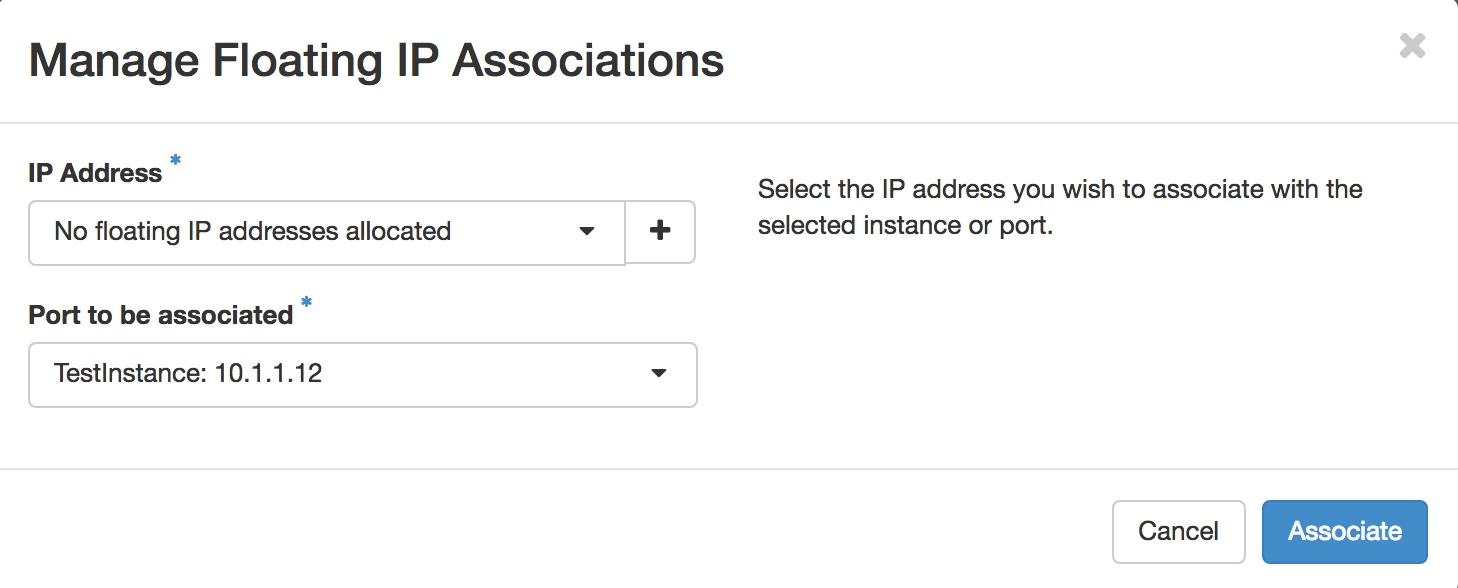 Manage Floating IP Associations
IP Address *
No floating IP addresses allocated
Port to be associated *
TestInstance: 10.1.1.12
Select the IP address you wish to associate with the
selected instance or port.
Cancel
Associate